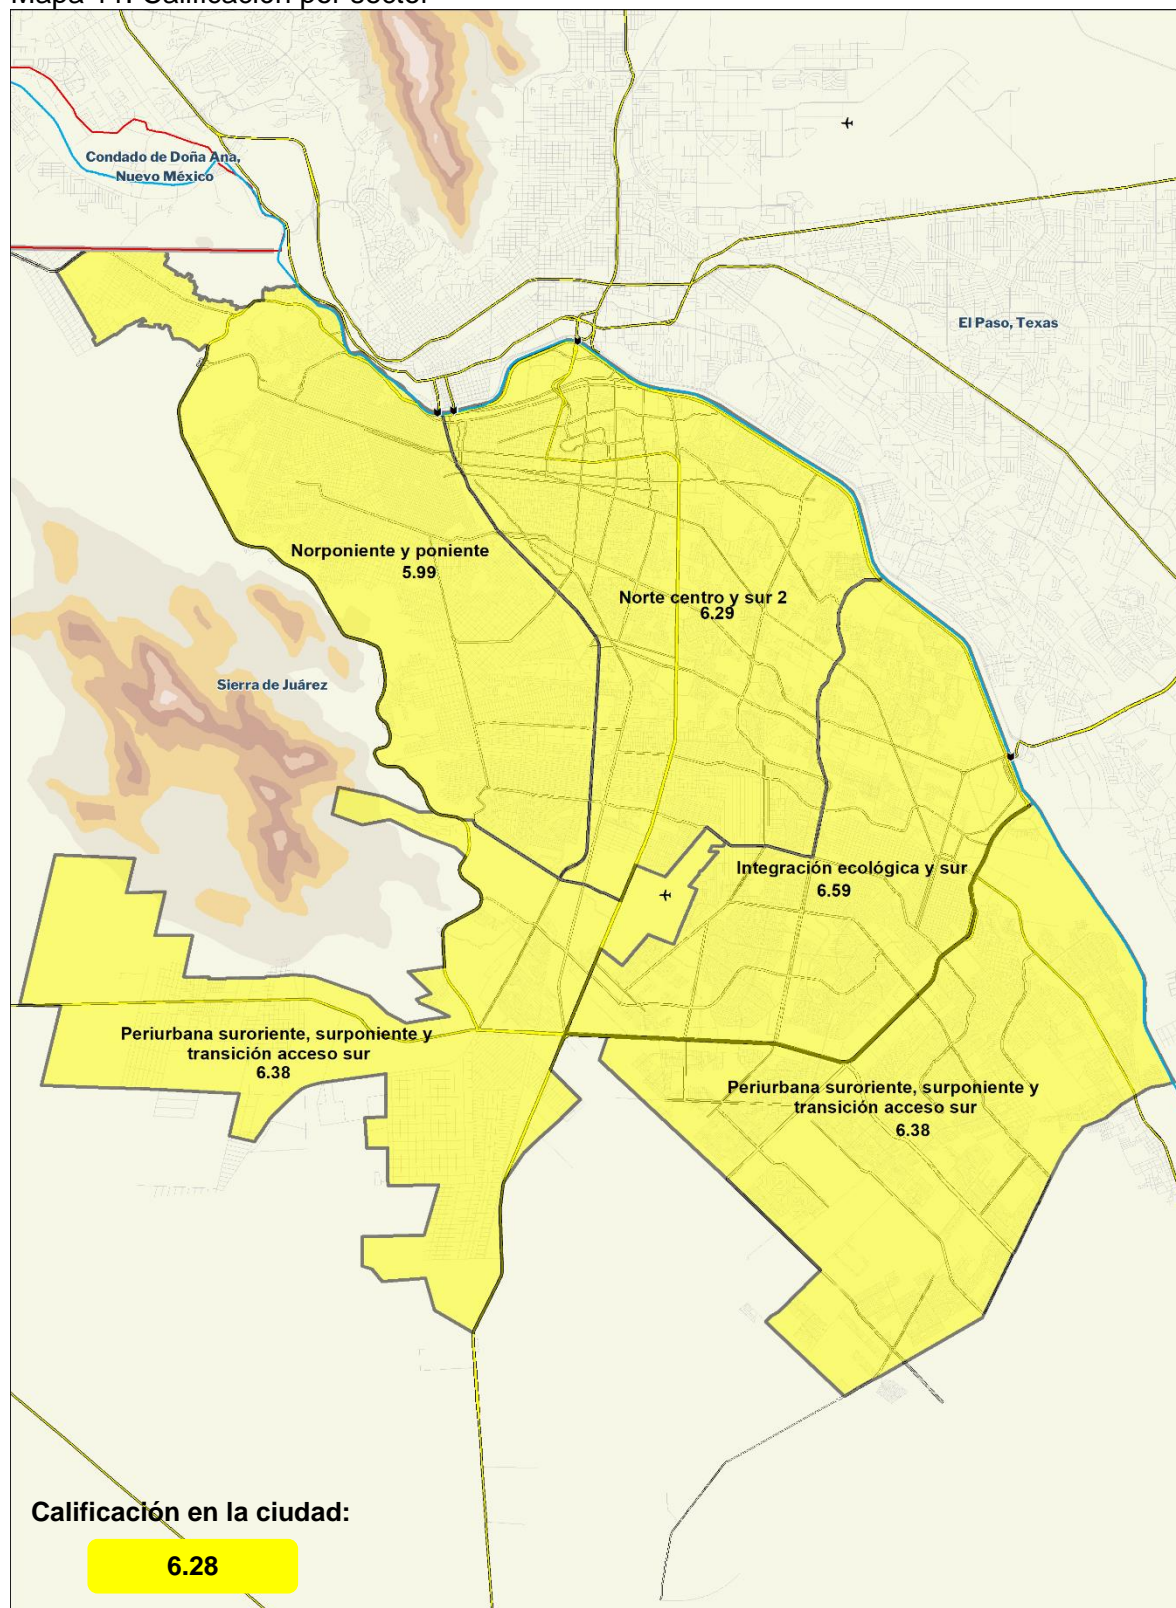 Condado de Doña Ana,
Nuevo México
El Paso, Texas
Norponiente y poniente
5.99
Norte centro y sur 2
6.29
Sierra de Juárez
Integración ecológica y sur
6.59
Periurbana suroriente, surponiente y
transición acceso sur
6.38
Periurbana suroriente, surponiente y
transición acceso sur
6.38
Calificación en la ciudad:
6.28